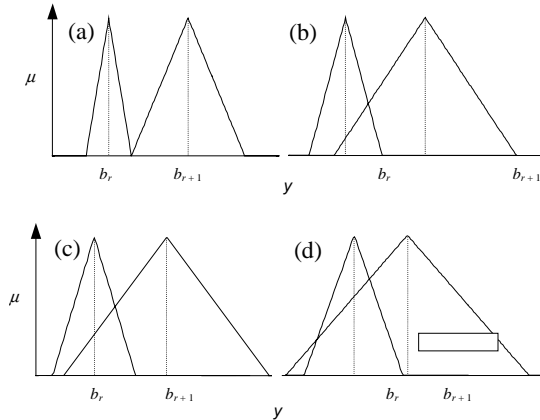 (a)
(b)
μ
b_r
b_{r+1}
y
b_r
b_{r+1}
(c)
(d)
μ
b_r
b_{r+1}
y
b_r
b_{r+1}